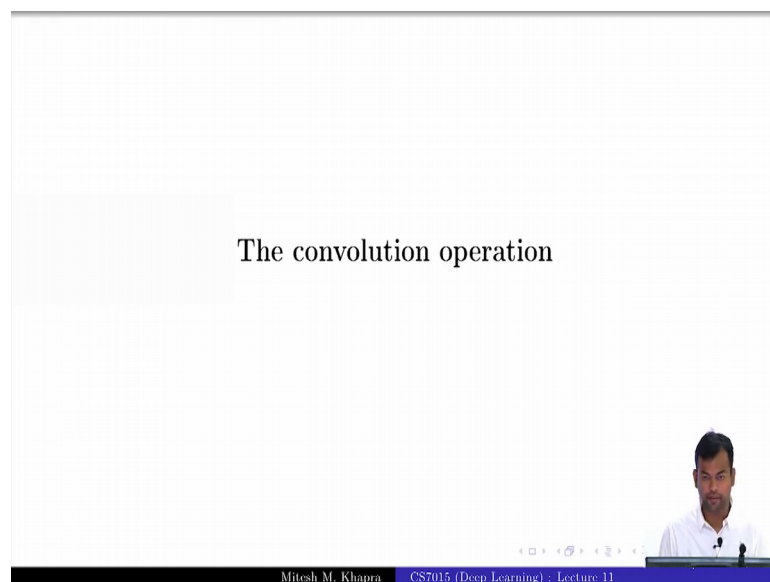 The convolution operation
Mitesh M. Khapra
CS7015 (Deep Learning) : Lecture 11